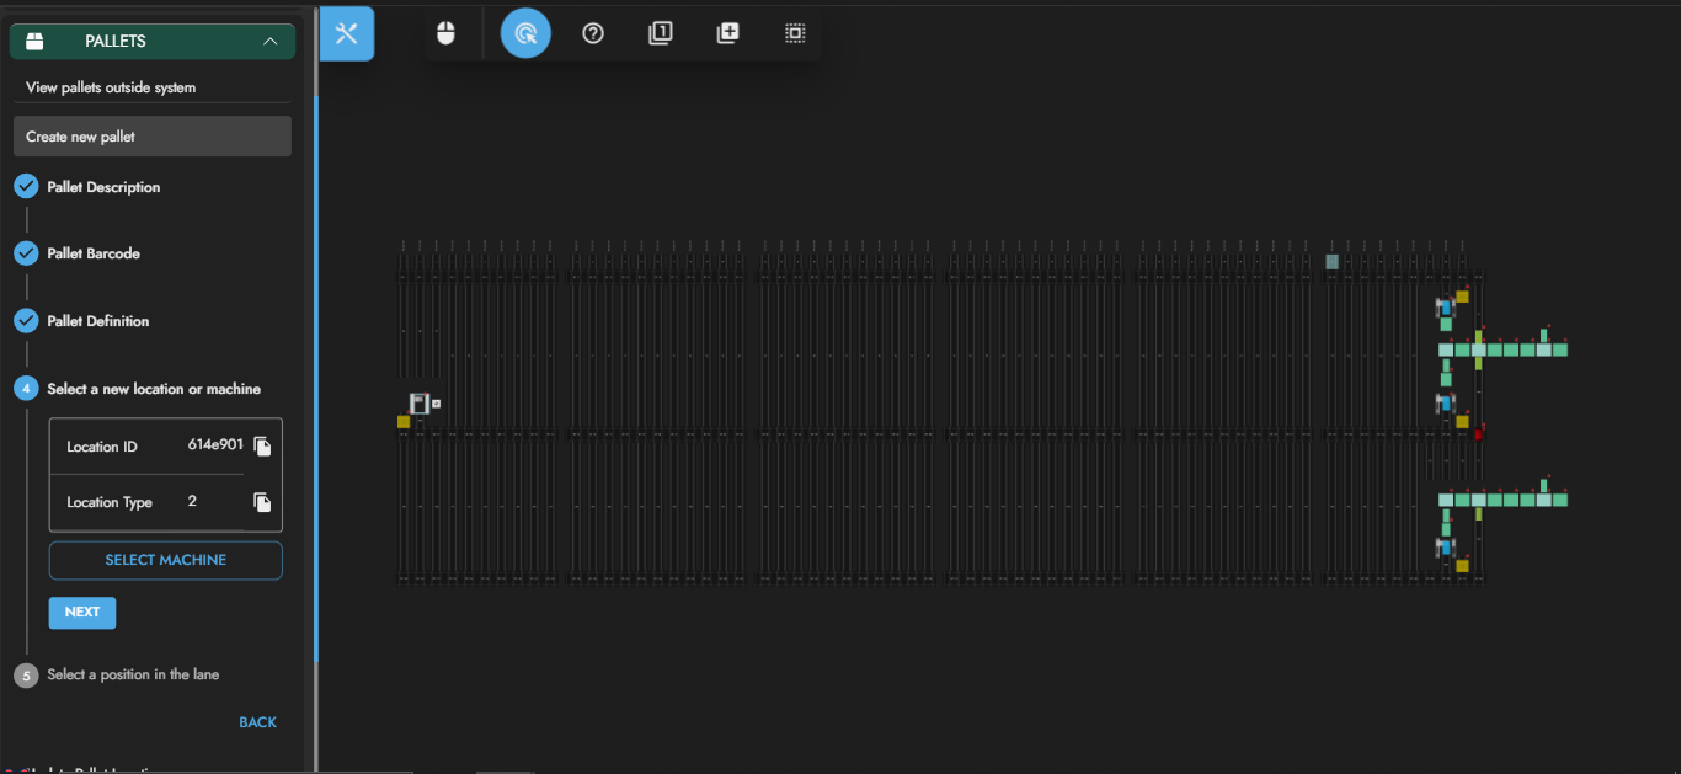 PALLETS
View pallets outside system
Create new pallet
Pallet Description
Pallet Barcode
Pallet Definition
4 Select a new location or machine
Location ID 614e901
Location Type 2
SELECT MACHINE
NEXT
5 Select a position in the lane
BACK
1